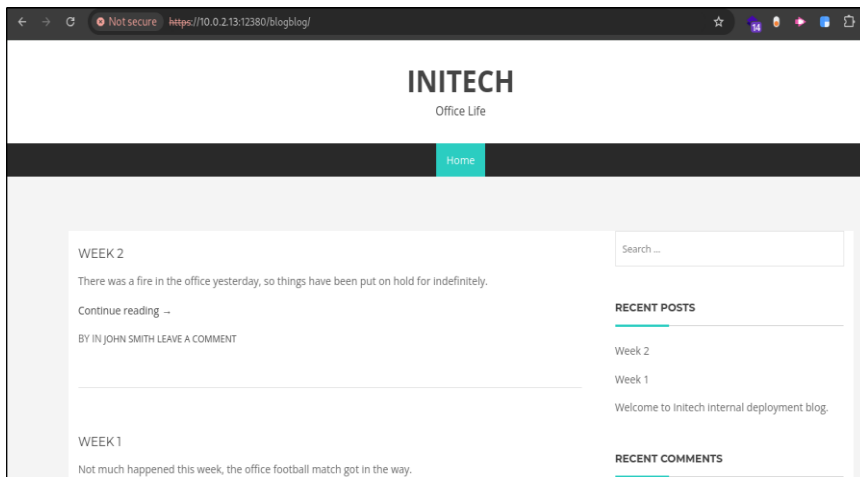 Not secure https://10.0.2.13:12380/blogblog/
14
INITECH
Office Life
Home
WEEK 2
There was a fire in the office yesterday, so things have been put on hold for indefinitely.
Continue reading →
BY IN JOHN SMITH LEAVE A COMMENT
WEEK 1
Not much happened this week, the office football match got in the way.
Search ...
RECENT POSTS
Week 2
Week 1
Welcome to Initech internal deployment blog.
RECENT COMMENTS